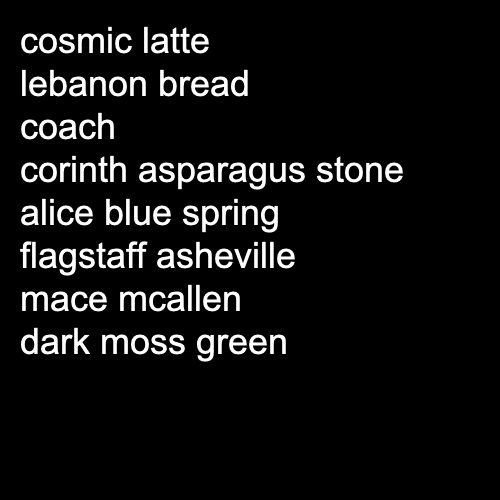 cosmic latte
lebanon bread
coach
corinth asparagus stone
alice blue spring
flagstaff asheville
mace mcallen
dark moss green